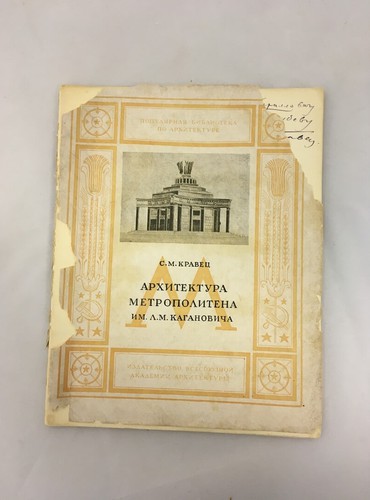 ПОПУЛЯРНАЯ БИБЛИОТЕКА
ПО АРХИТЕКТУРЕ
С. М. КРАВЕЦ
М
АРХИТЕКТУРА
МЕТРОПОЛИТЕНА
ИМ. Л. М. КАГАНОВИЧА
ИЗДАТЕЛЬСТВО ВСЕСОЮЗНОЙ
АКАДЕМИИ АРХИТЕКТУРЫ